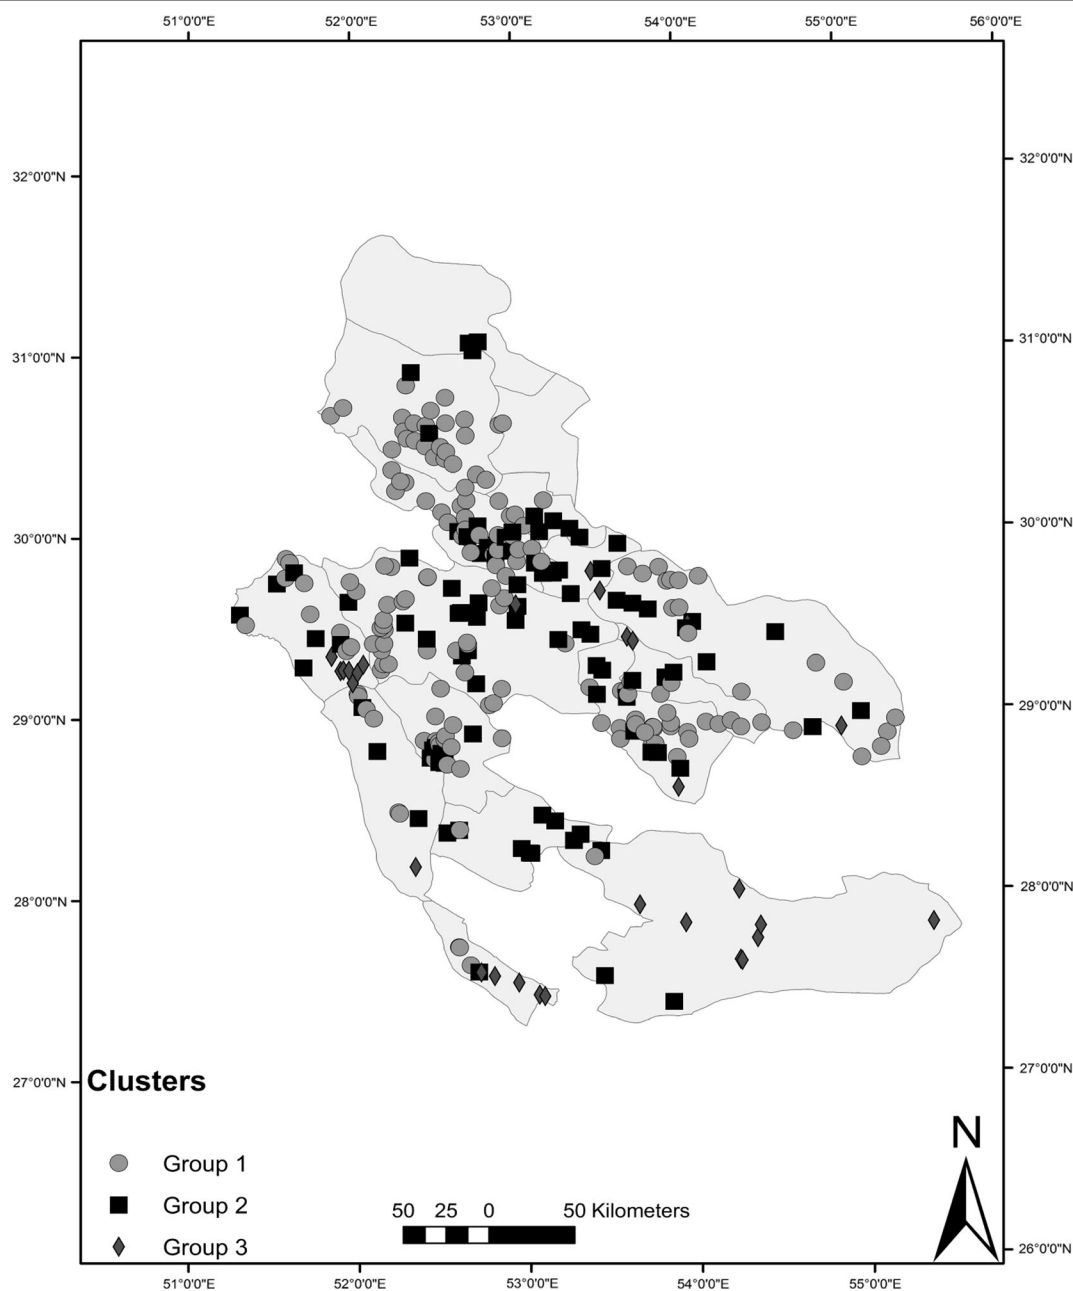 51°0'0"E 52°0'0"E 53°0'0"E 54°0'0"E 55°0'0"E 56°0'0"E
32°0'0"N 32°0'0"N
31°0'0"N 31°0'0"N
30°0'0"N 30°0'0"N
29°0'0"N 29°0'0"N
28°0'0"N 28°0'0"N
27°0'0"N 27°0'0"N
Clusters
N
Group 1
Group 2
50 25 0 50 Kilometers
Group 3
26°0'0"N
51°0'0"E 52°0'0"E 53°0'0"E 54°0'0"E 55°0'0"E